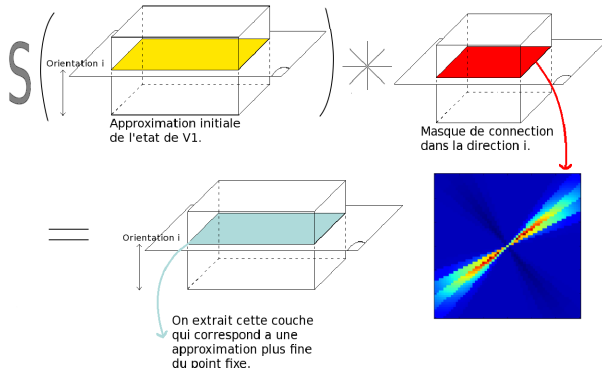 S
Orientation i
Approximation initiale
de l'etat de V1.
Masque de connection
dans la direction i.
Orientation i
On extrait cette couche
qui correspond a une
approximation plus fine
du point fixe.